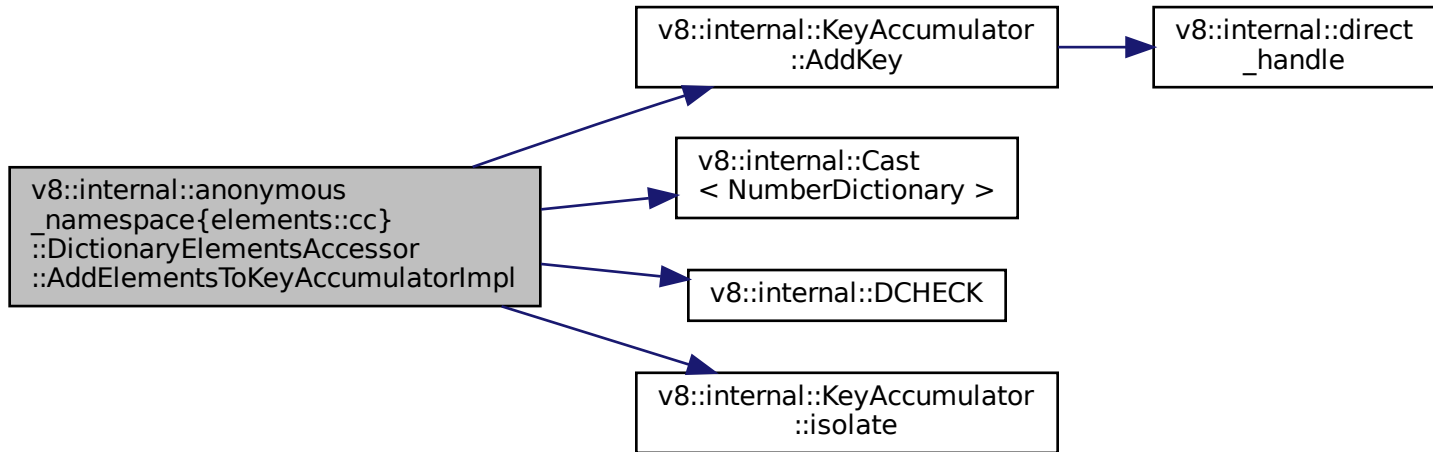 v8::internal::anonymous
_namespace{elements::cc}
::DictionaryElementsAccessor
::AddElementsToKeyAccumulatorImpl
v8::internal::KeyAccumulator
::AddKey
v8::internal::direct
_handle
v8::internal::Cast
< NumberDictionary >
v8::internal::DCHECK
v8::internal::KeyAccumulator
::isolate